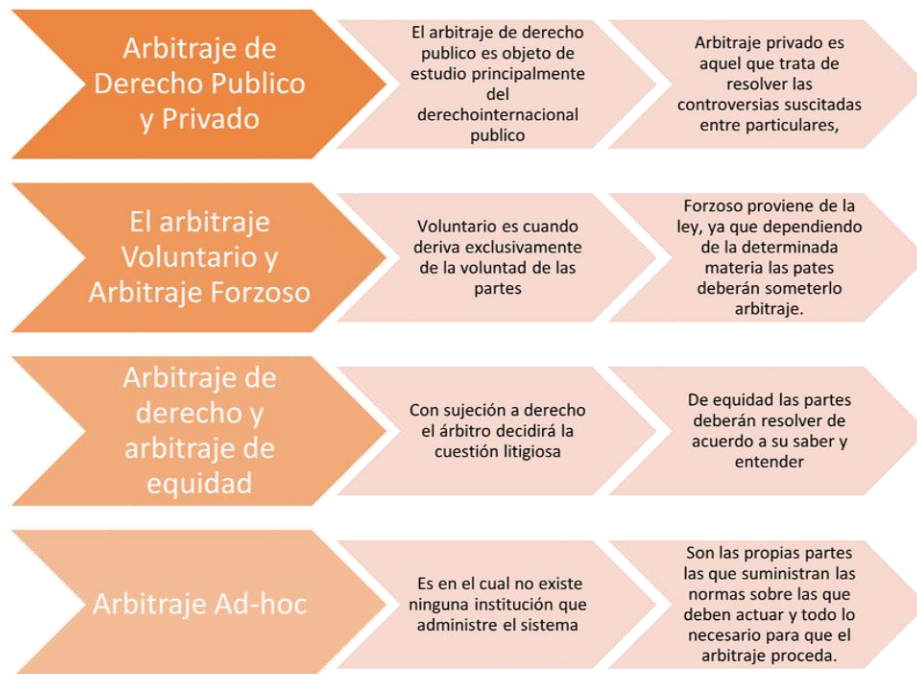 Arbitraje de
Derecho Publico
y Privado
El arbitraje de derecho
publico es objeto de
estudio principalmente
del
derechointernacional
publico
Arbitraje privado es
aquel que trata de
resolver las
controversias suscitadas
entre particulares,
El arbitraje
Voluntario y
Arbitraje Forzoso
Voluntario es cuando
deriva exclusivamente
de la voluntad de las
partes
Forzoso proviene de la
ley, ya que dependiendo
de la determinada
materia las pates
deberán someterlo
arbitraje.
Arbitraje de
derecho y
arbitraje de
equidad
Con sujeción a derecho
el árbitro decidirá la
cuestión litigiosa
De equidad las partes
deberán resolver de
acuerdo a su saber y
entender
Arbitraje Ad-hoc
Es en el cual no existe
ninguna institución que
administre el sistema
Son las propias partes
las que suministran las
normas sobre las que
deben actuar y todo lo
necesario para que el
arbitraje proceda.